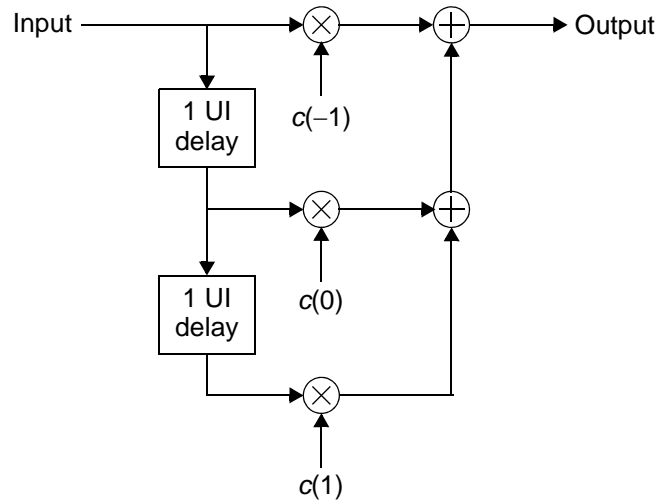 Input
Output
c(−1)
1 UI
delay
c(0)
1 UI
delay
c(1)